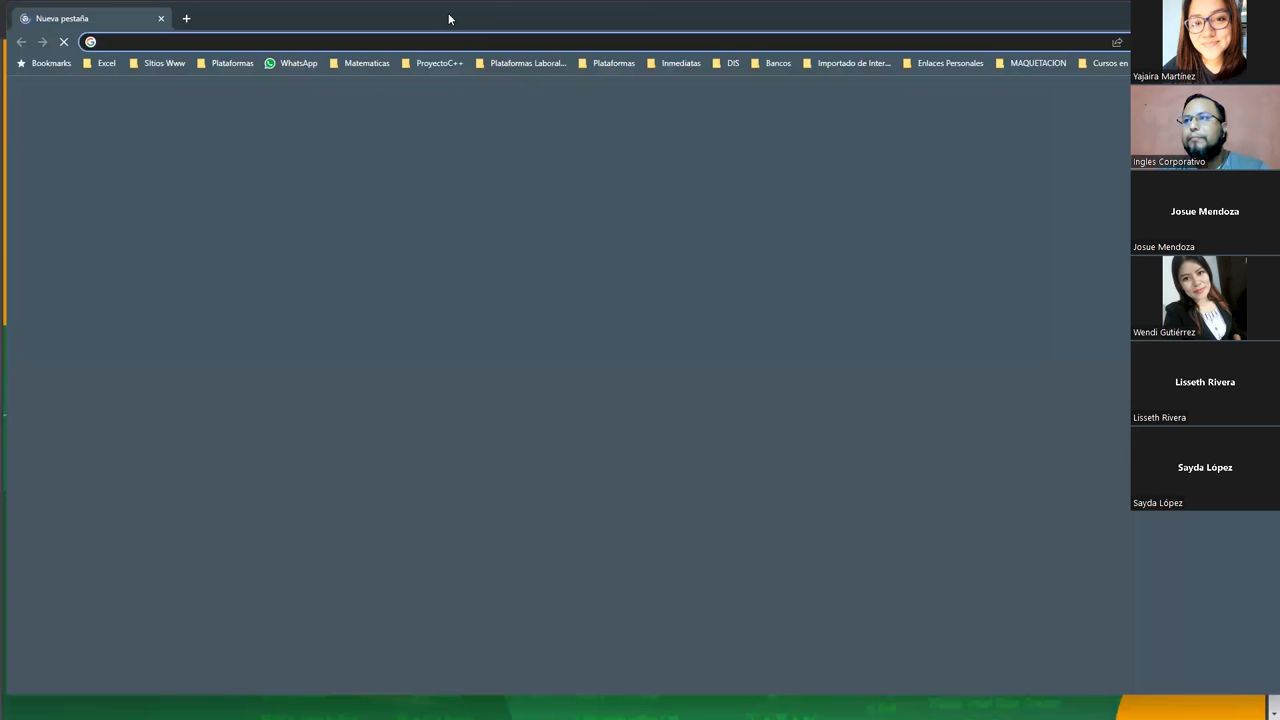 Nueva pestaña
Bookmarks Excel Sitios Www Plataformas WhatsApp Matematicas ProyectoC++ Plataformas Laboral... Plataformas Inmediatas DIS Bancos Importado de Inter... Enlaces Personales MAQUETACION Cursos en
Yajaira Martínez
Ingles Corporativo
Josue Mendoza
Josue Mendoza
Wendi Gutiérrez
Lisseth Rivera
Lisseth Rivera
Sayda López
Sayda López